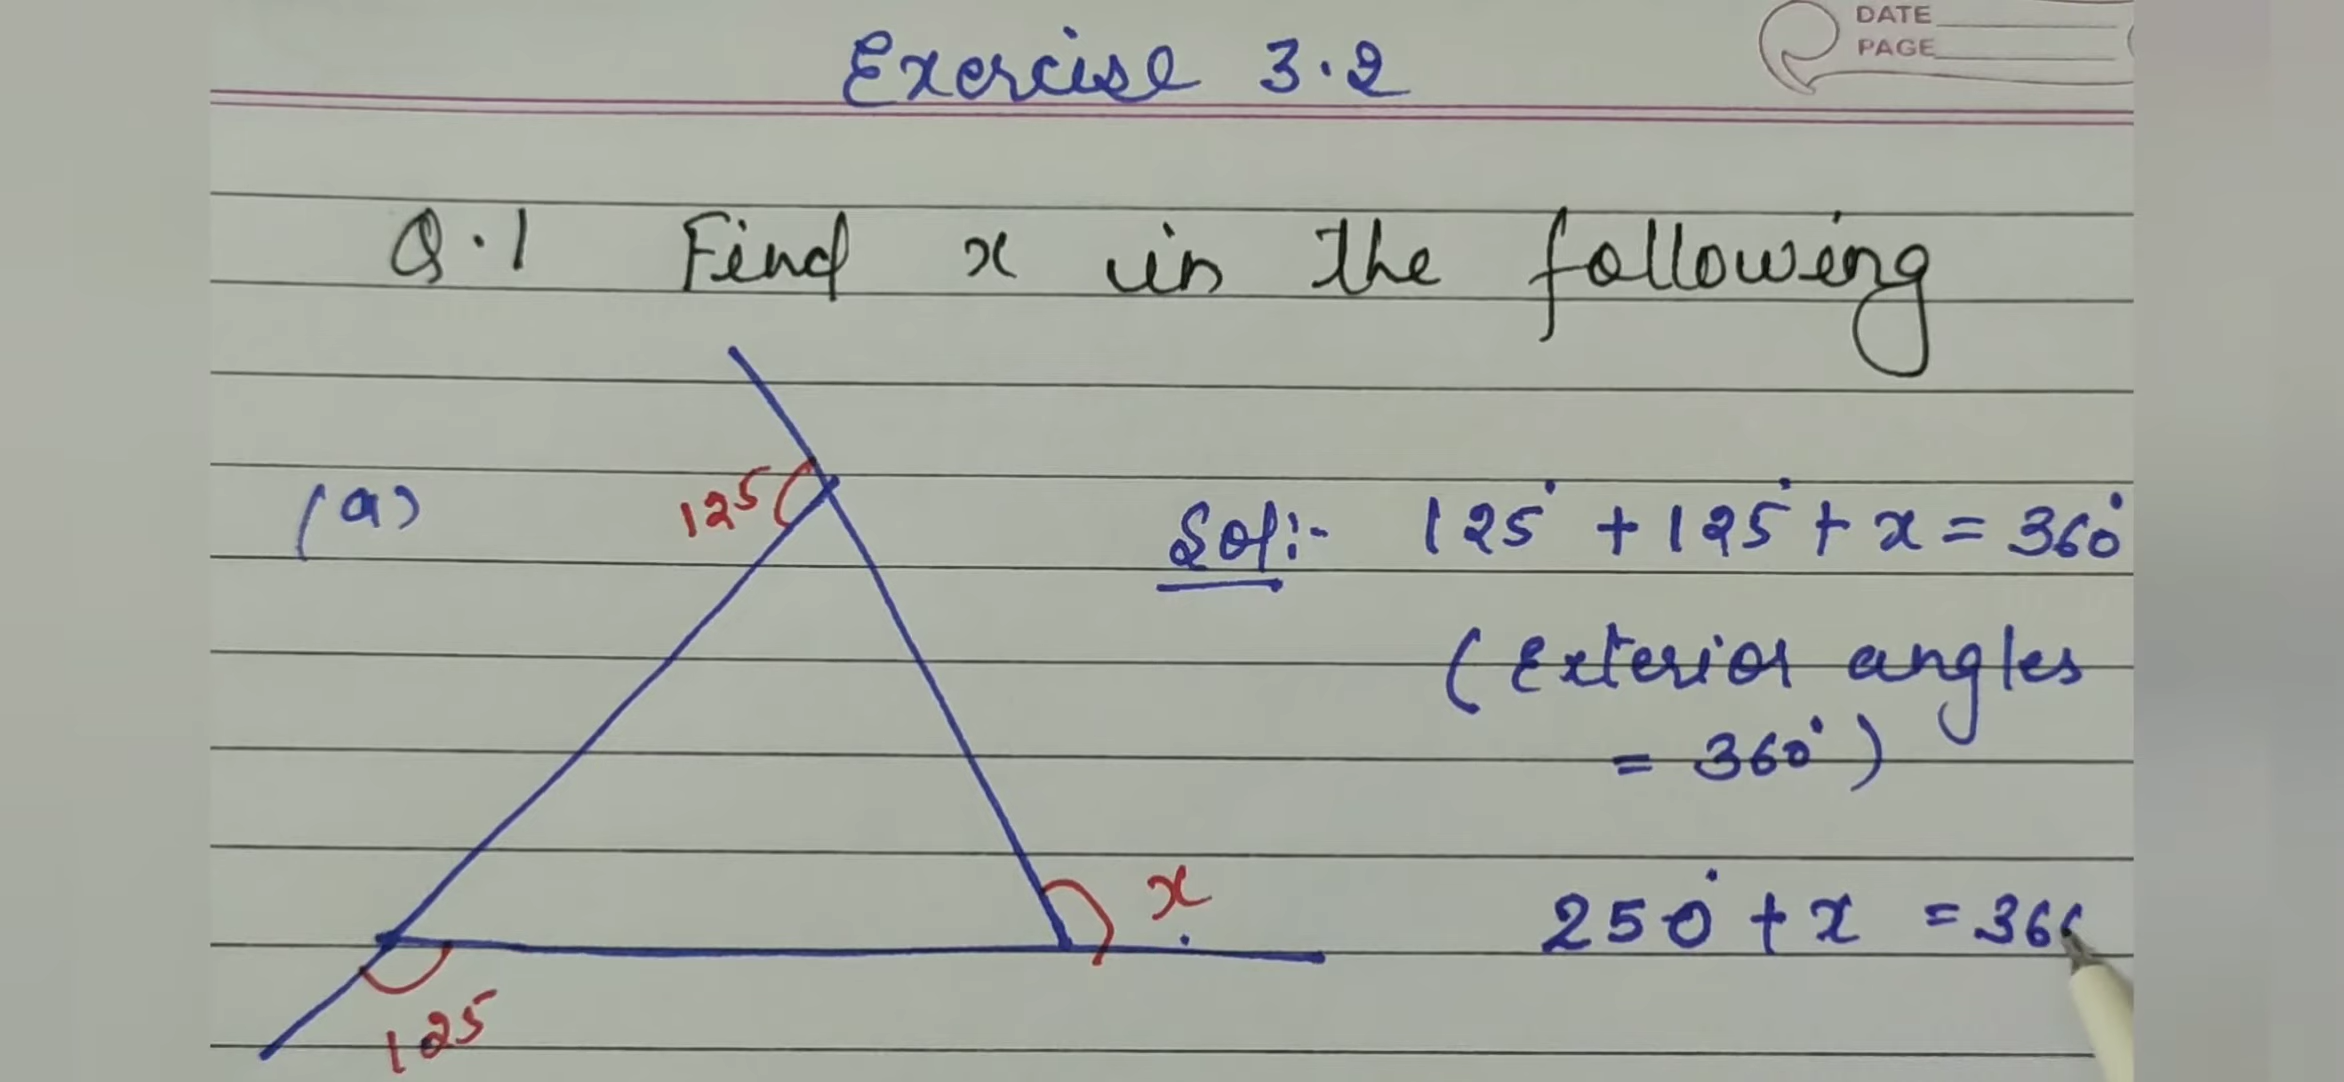 DATE
PAGE
Exercise 3.2
Q.1 Find x in the following
(a)
125
Sol:- 125° + 125° + x = 360°
(Exterior angles
= 360°)
x
250° + x = 36
125